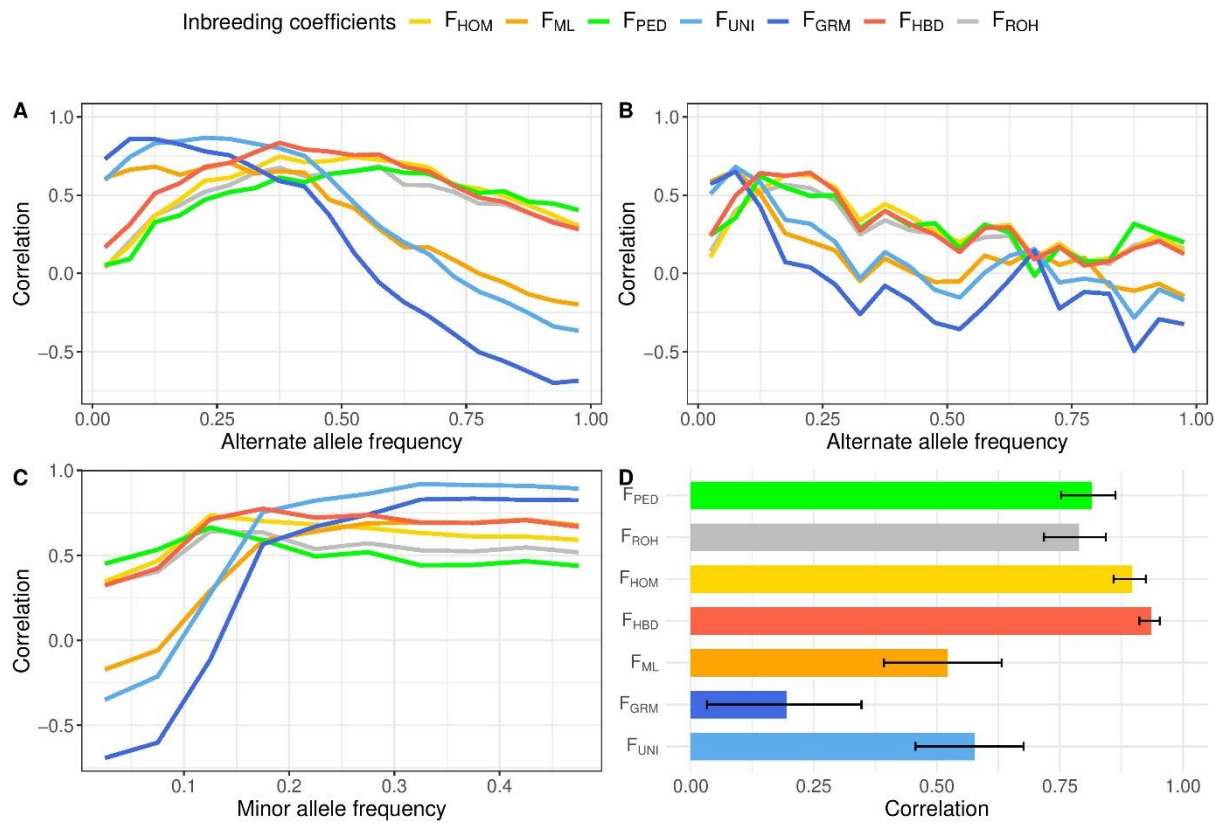 Inbreeding coefficients F_HOM F_ML F_PED F_UNI F_GRM F_HBD F_ROH
A
1.0
0.5
0.0
−0.5
Correlation
0.00 0.25 0.50 0.75 1.00
Alternate allele frequency
B
1.0
0.5
0.0
−0.5
Correlation
0.00 0.25 0.50 0.75 1.00
Alternate allele frequency
C
1.0
0.5
0.0
−0.5
Correlation
0.1 0.2 0.3 0.4
Minor allele frequency
D
F_PED
F_ROH
F_HOM
F_HBD
F_ML
F_GRM
F_UNI
0.00 0.25 0.50 0.75 1.00
Correlation